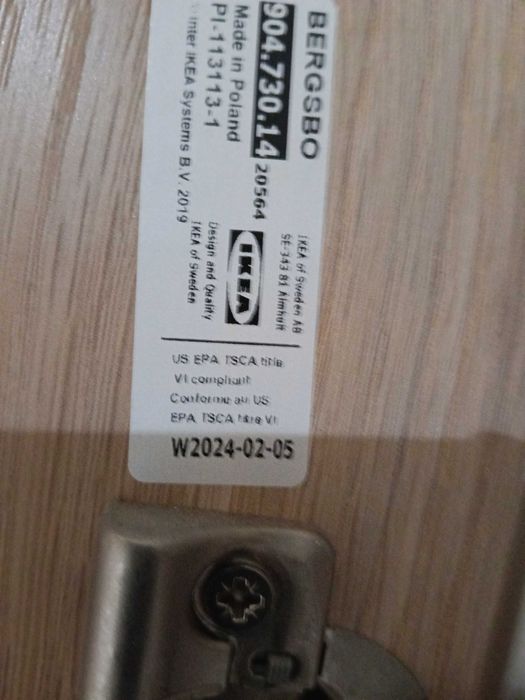 BERGSBO
904.730.14 20564
Made in Poland
PI-113113-1
Inter IKEA Systems B.V. 2019
IKEA of Sweden AB
SE-343 81 Älmhult
IKEA
Design and Quality
IKEA of Sweden
US EPA TSCA title
VI compliant
Conforme au US
EPA TSCA titre VI
W2024-02-05